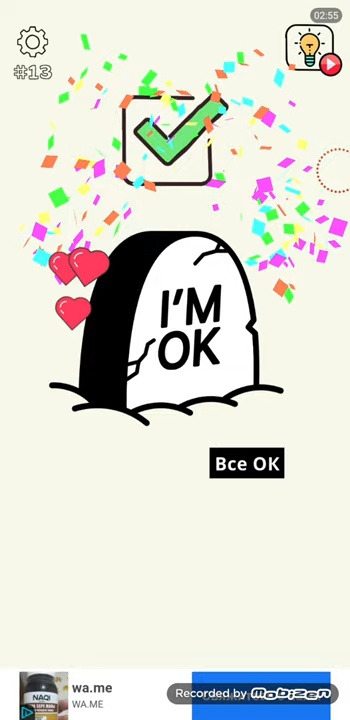 02:55
#13
I'M
OK
Все ОК
NAQI
wa.me
WA.ME
Recorded by MOBIZEN